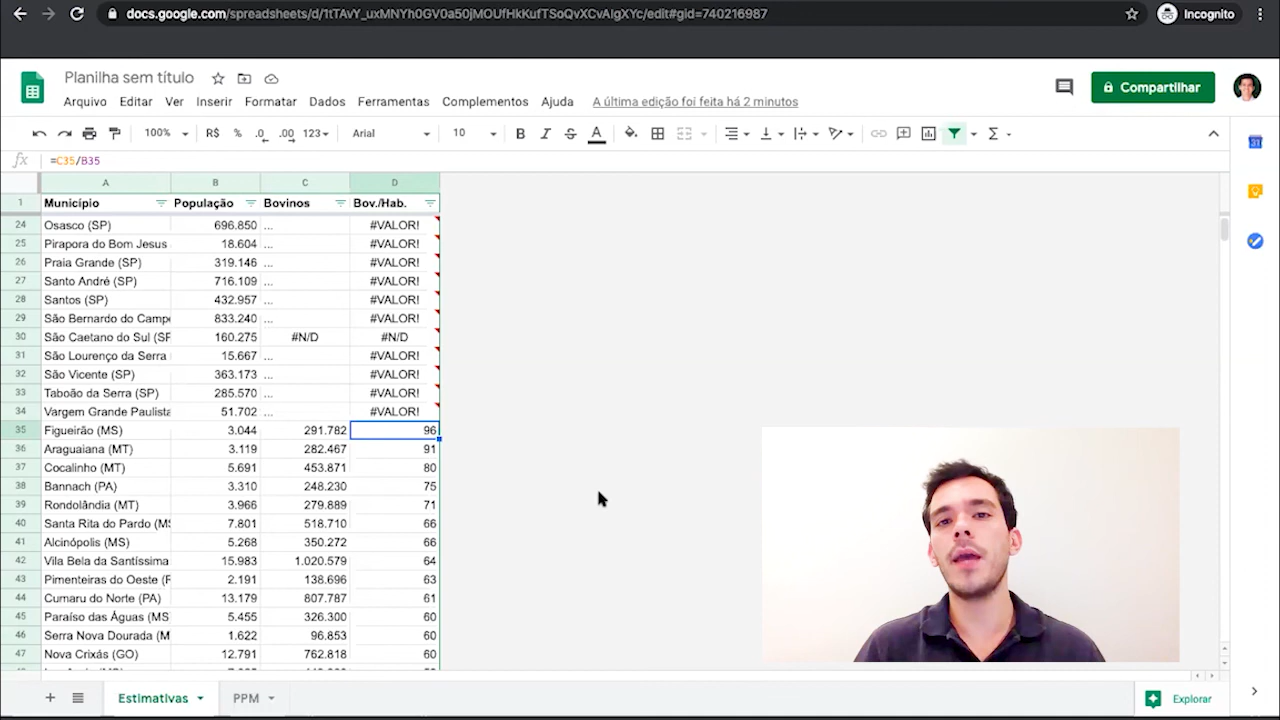 docs.google.com/spreadsheets/d/1tTAvY_uxMNYh0GV0a50jMOUfHkKufTSoQvXCvAIgXYc/edit#gid=740216987
Incognito
Planilha sem título
Arquivo Editar Ver Inserir Formatar Dados Ferramentas Complementos Ajuda A última edição foi feita há 2 minutos
Compartilhar
100% R$ % .0 .00 123 Arial 10 B I S A Σ
fx =C35/B35
A B C D
1 Município População Bovinos Bov./Hab.
24 Osasco (SP) 696.850 ... #VALOR!
25 Pirapora do Bom Jesus 18.604 ... #VALOR!
26 Praia Grande (SP) 319.146 ... #VALOR!
27 Santo André (SP) 716.109 ... #VALOR!
28 Santos (SP) 432.957 ... #VALOR!
29 São Bernardo do Camp 833.240 ... #VALOR!
30 São Caetano do Sul (SF 160.275 #N/D #N/D
31 São Lourenço da Serra 15.667 ... #VALOR!
32 São Vicente (SP) 363.173 ... #VALOR!
33 Taboão da Serra (SP) 285.570 ... #VALOR!
34 Vargem Grande Paulista 51.702 ... #VALOR!
35 Figueirão (MS) 3.044 291.782 96
36 Araguaiana (MT) 3.119 282.467 91
37 Cocalinho (MT) 5.691 453.871 80
38 Bannach (PA) 3.310 248.230 75
39 Rondolândia (MT) 3.966 279.889 71
40 Santa Rita do Pardo (MS 7.801 518.710 66
41 Alcinópolis (MS) 5.268 350.272 66
42 Vila Bela da Santíssima 15.983 1.020.579 64
43 Pimenteiras do Oeste (F 2.191 138.696 63
44 Cumaru do Norte (PA) 13.179 807.787 61
45 Paraíso das Águas (MS 5.455 326.300 60
46 Serra Nova Dourada (M 1.622 96.853 60
47 Nova Crixás (GO) 12.791 762.818 60
Estimativas PPM Explorar